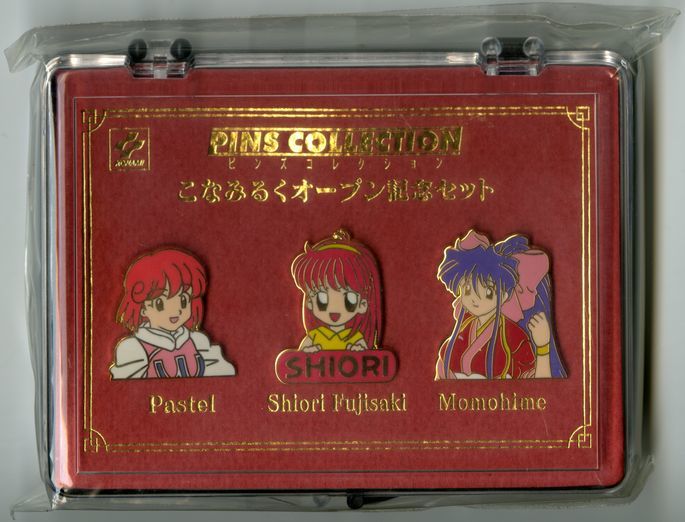 KONAMI
PINS COLLECTION
ピンズコレクション
こなみるくオープン記念セット
SHIORI
Pastel
Shiori Fujisaki
Momohime